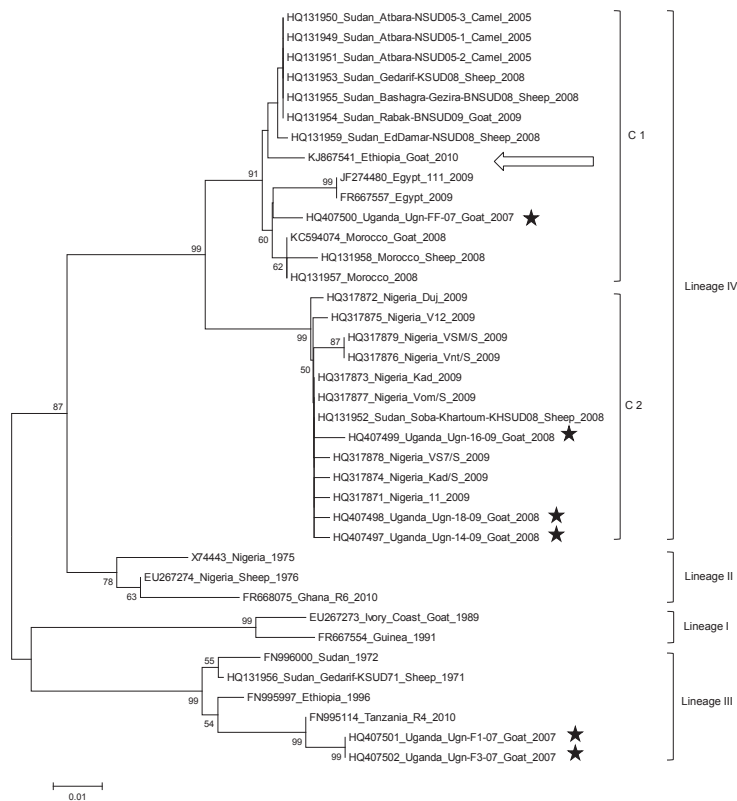 HQ131950_Sudan_Atbara-NSUD05-3_Camel_2005
HQ131949_Sudan_Atbara-NSUD05-1_Camel_2005
HQ131951_Sudan_Atbara-NSUD05-2_Camel_2005
HQ131953_Sudan_Gedarif-KSUD08_Sheep_2008
HQ131955_Sudan_Bashagra-Gezira-BNSUD08_Sheep_2008
HQ131954_Sudan_Rabak-BNSUD09_Goat_2009
HQ131959_Sudan_EdDamar-NSUD08_Sheep_2008
KJ867541_Ethiopia_Goat_2010
JF274480_Egypt_111_2009
FR667557_Egypt_2009
HQ407500_Uganda_Ugn-FF-07_Goat_2007
KC594074_Morocco_Goat_2008
HQ131958_Morocco_Sheep_2008
HQ131957_Morocco_2008
HQ317872_Nigeria_Duj_2009
HQ317875_Nigeria_V12_2009
HQ317879_Nigeria_VSM/S_2009
HQ317876_Nigeria_Vnt/S_2009
HQ317873_Nigeria_Kad_2009
HQ317877_Nigeria_Vom/S_2009
HQ131952_Sudan_Soba-Khartoum-KHSUD08_Sheep_2008
HQ407499_Uganda_Ugn-16-09_Goat_2008
HQ317878_Nigeria_VS7/S_2009
HQ317874_Nigeria_Kad/S_2009
HQ317871_Nigeria_11_2009
HQ407498_Uganda_Ugn-18-09_Goat_2008
HQ407497_Uganda_Ugn-14-09_Goat_2008
X74443_Nigeria_1975
EU267274_Nigeria_Sheep_1976
FR668075_Ghana_R6_2010
EU267273_Ivory_Coast_Goat_1989
FR667554_Guinea_1991
FN996000_Sudan_1972
HQ131956_Sudan_Gedarif-KSUD71_Sheep_1971
FN995997_Ethiopia_1996
FN995114_Tanzania_R4_2010
HQ407501_Uganda_Ugn-F1-07_Goat_2007
HQ407502_Uganda_Ugn-F3-07_Goat_2007
C 1
C 2
Lineage IV
Lineage II
Lineage I
Lineage III
91
99
60
62
99
99
87
50
87
78
63
99
55
99
54
99
99
0.01